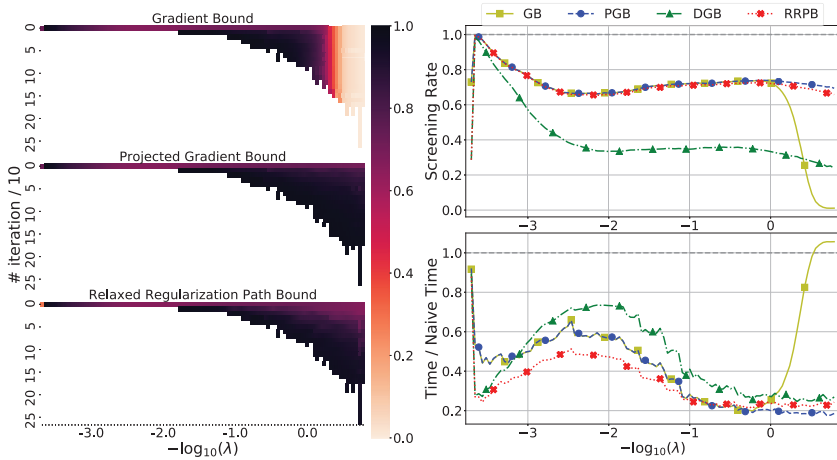 Gradient Bound
0
5
10
15
20
25
Projected Gradient Bound
0
5
10
15
20
25
Relaxed Regularization Path Bound
0
5
10
15
20
25
# iteration / 10
-3.0 -2.0 -1.0 0.0
−log₁₀(λ)
1.0
0.8
0.6
0.4
0.2
0.0
GB PGB DGB RRPB
Screening Rate
1.0
0.8
0.6
0.4
0.2
0.0
−3 −2 −1 0
Time / Naive Time
1.0
0.8
0.6
0.4
0.2
−3 −2 −1 0
−log₁₀(λ)